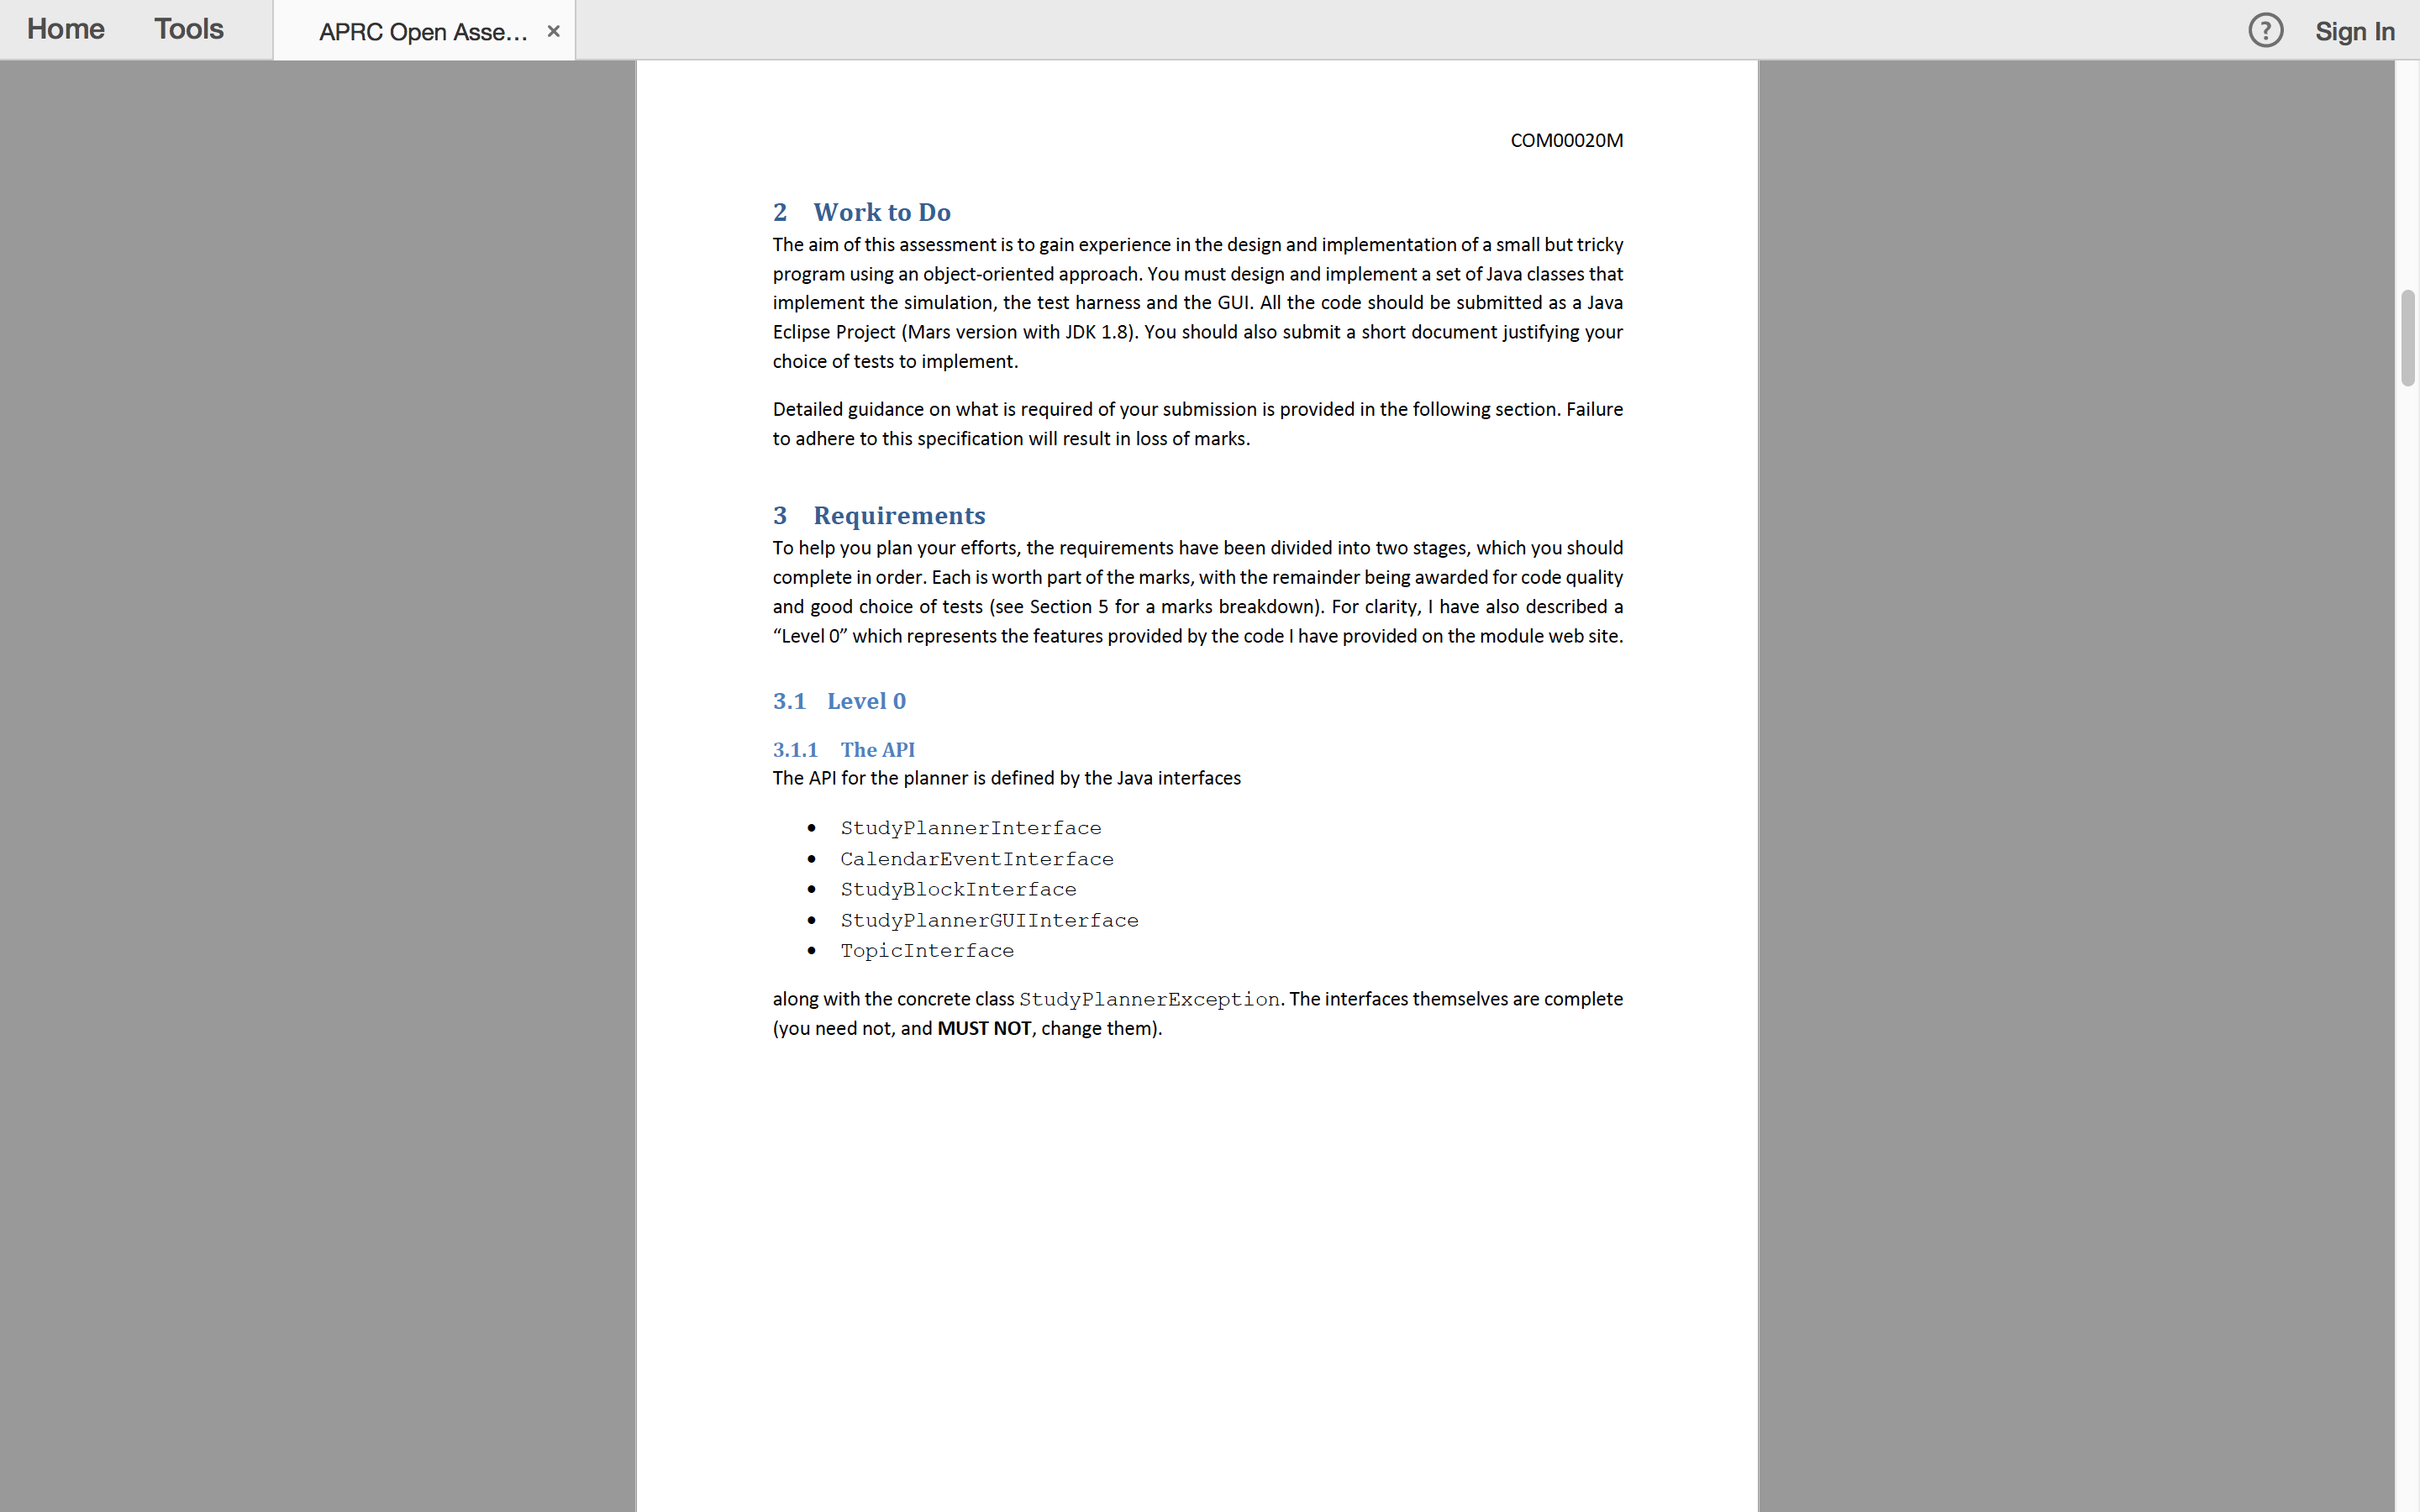 Home Tools APRC Open Asse... × ? Sign In
COM00020M
2 Work to Do
The aim of this assessment is to gain experience in the design and implementation of a small but tricky
program using an object-oriented approach. You must design and implement a set of Java classes that
implement the simulation, the test harness and the GUI. All the code should be submitted as a Java
Eclipse Project (Mars version with JDK 1.8). You should also submit a short document justifying your
choice of tests to implement.
Detailed guidance on what is required of your submission is provided in the following section. Failure
to adhere to this specification will result in loss of marks.
3 Requirements
To help you plan your efforts, the requirements have been divided into two stages, which you should
complete in order. Each is worth part of the marks, with the remainder being awarded for code quality
and good choice of tests (see Section 5 for a marks breakdown). For clarity, I have also described a
“Level 0” which represents the features provided by the code I have provided on the module web site.
3.1 Level 0
3.1.1 The API
The API for the planner is defined by the Java interfaces
• StudyPlannerInterface
• CalendarEventInterface
• StudyBlockInterface
• StudyPlannerGUIInterface
• TopicInterface
along with the concrete class StudyPlannerException. The interfaces themselves are complete
(you need not, and MUST NOT, change them).